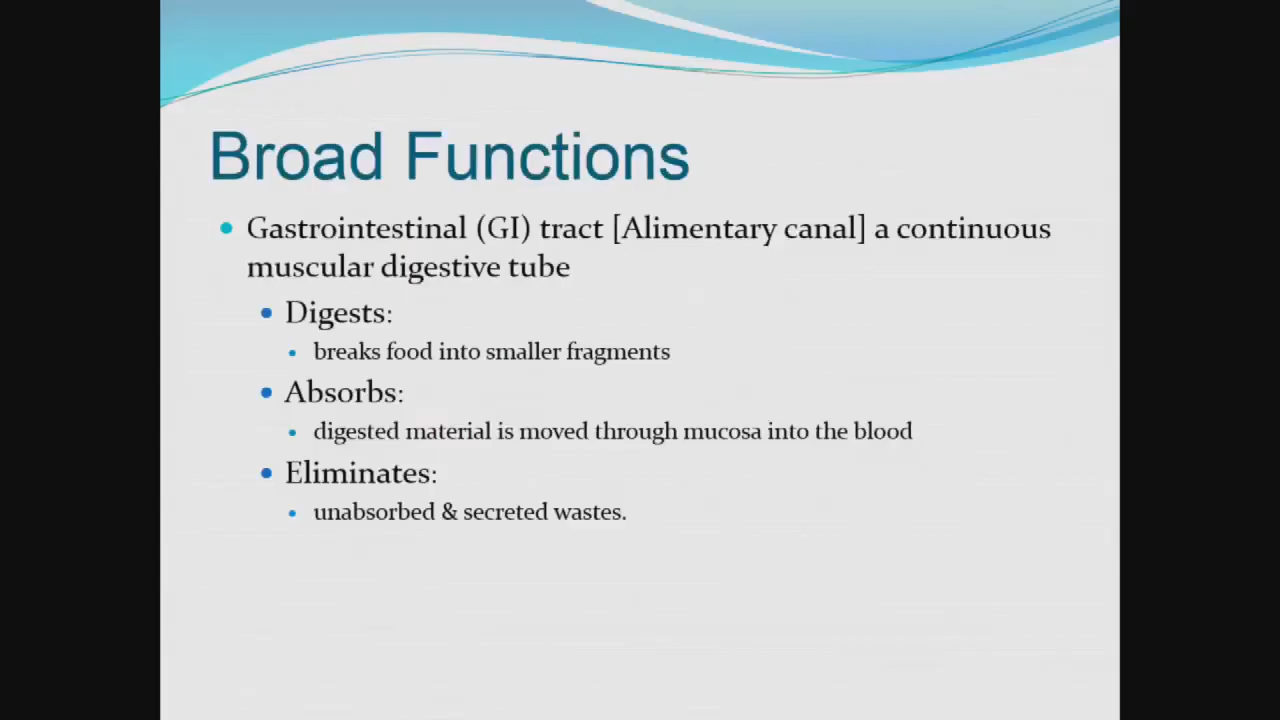 Broad Functions
Gastrointestinal (GI) tract [Alimentary canal] a continuous
muscular digestive tube
Digests:
breaks food into smaller fragments
Absorbs:
digested material is moved through mucosa into the blood
Eliminates:
unabsorbed & secreted wastes.